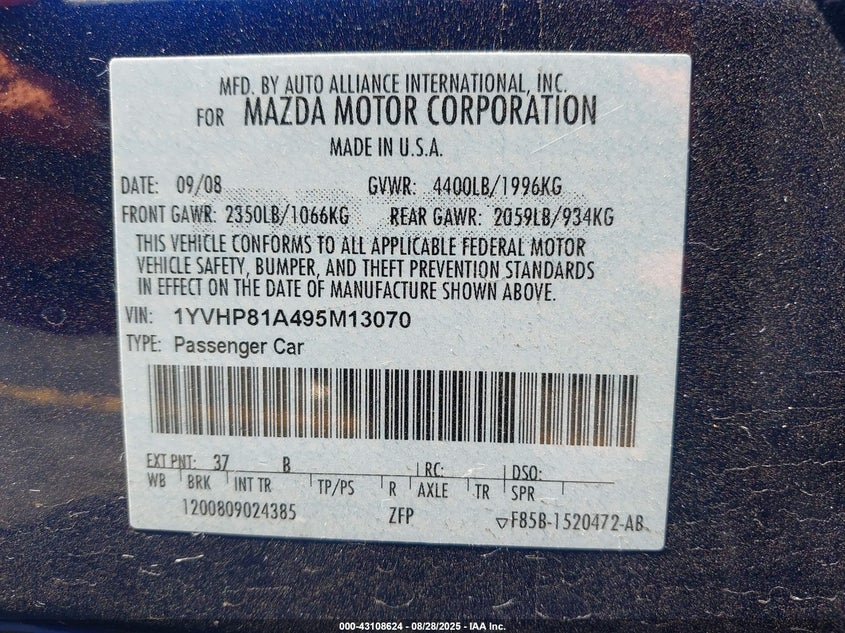 MFD. BY AUTO ALLIANCE INTERNATIONAL, INC.
FOR MAZDA MOTOR CORPORATION
MADE IN U.S.A.
DATE: 09/08 GVWR: 4400LB/1996KG
FRONT GAWR: 2350LB/1066KG REAR GAWR: 2059LB/934KG
THIS VEHICLE CONFORMS TO ALL APPLICABLE FEDERAL MOTOR
VEHICLE SAFETY, BUMPER, AND THEFT PREVENTION STANDARDS
IN EFFECT ON THE DATE OF MANUFACTURE SHOWN ABOVE.
VIN: 1YVHP81A495M13070
TYPE: Passenger Car
EXT PNT: 37 B RC: DSO:
WB BRK INT TR TP/PS R AXLE TR SPR
1200809024385 ZFP ▽F85B-1520472-AB
000-43108624 / 08/28/2025 - IAA Inc.